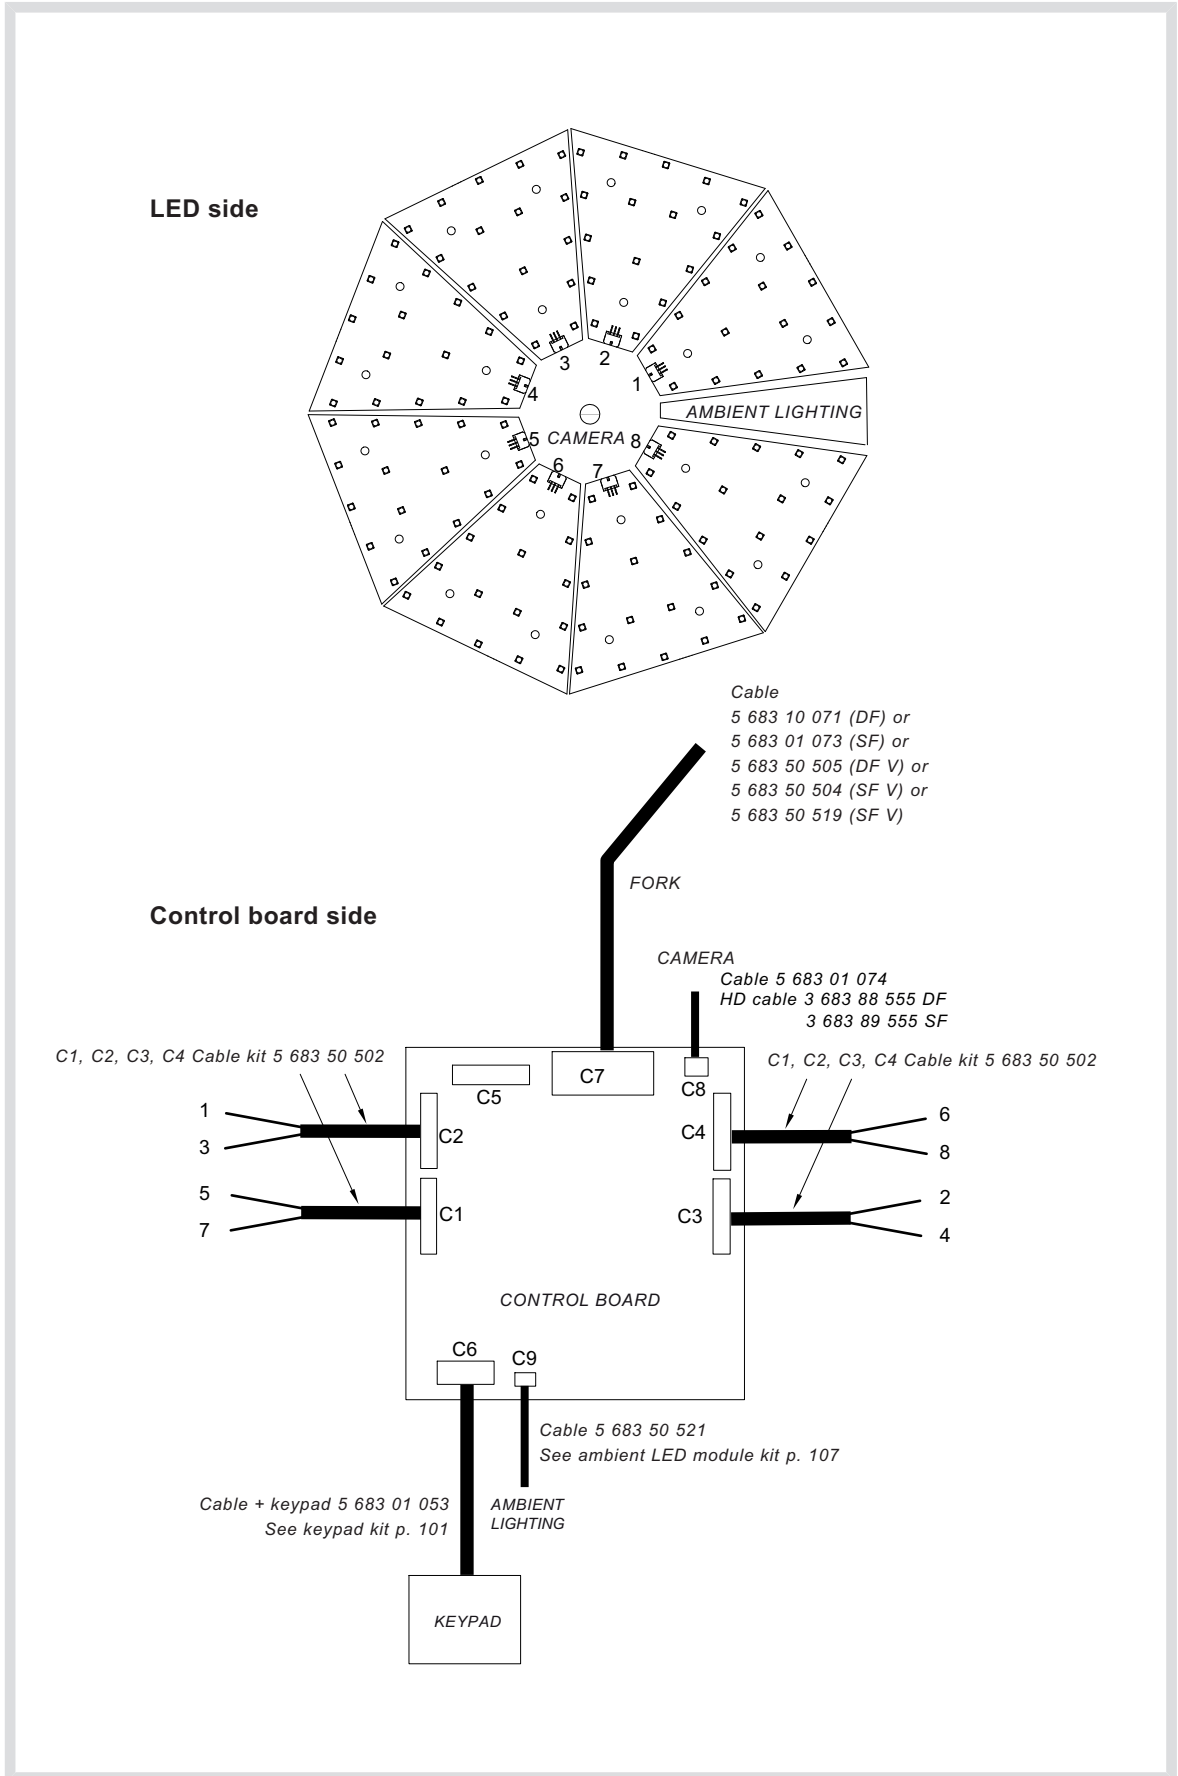 LED side
3
2
1
4
AMBIENT LIGHTING
5
CAMERA
8
6
7
Cable
5 683 10 071 (DF) or
5 683 01 073 (SF) or
5 683 50 505 (DF V) or
5 683 50 504 (SF V) or
5 683 50 519 (SF V)
FORK
Control board side
CAMERA
Cable 5 683 01 074
HD cable 3 683 88 555 DF
3 683 89 555 SF
C1, C2, C3, C4 Cable kit 5 683 50 502
C1, C2, C3, C4 Cable kit 5 683 50 502
C7
C5
C8
1
3
C2
C4
6
8
5
7
C1
C3
2
4
CONTROL BOARD
C6
C9
Cable 5 683 50 521
See ambient LED module kit p. 107
Cable + keypad 5 683 01 053
See keypad kit p. 101
AMBIENT
LIGHTING
KEYPAD